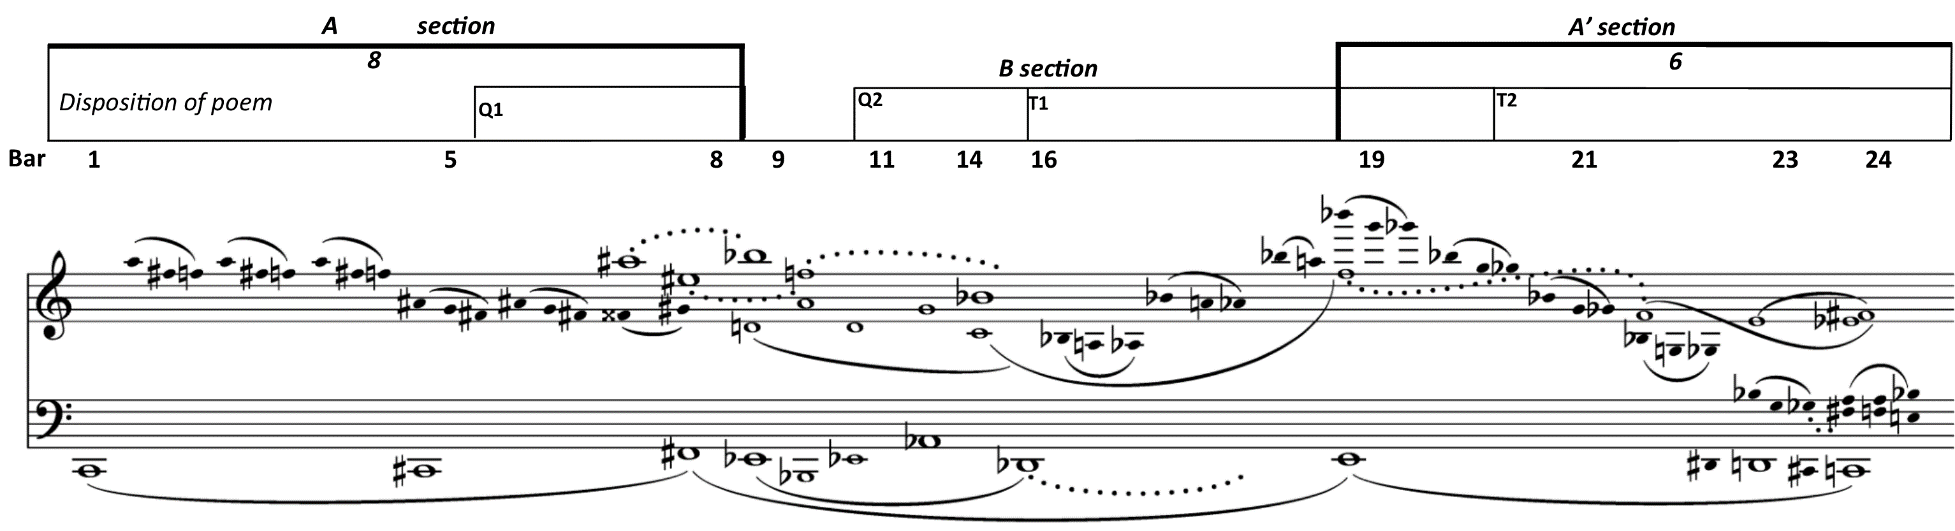 A section
8
A’ section
6
B section
Disposition of poem
Q1
Q2
T1
T2
Bar 1 5 8 9 11 14 16 19 21 23 24